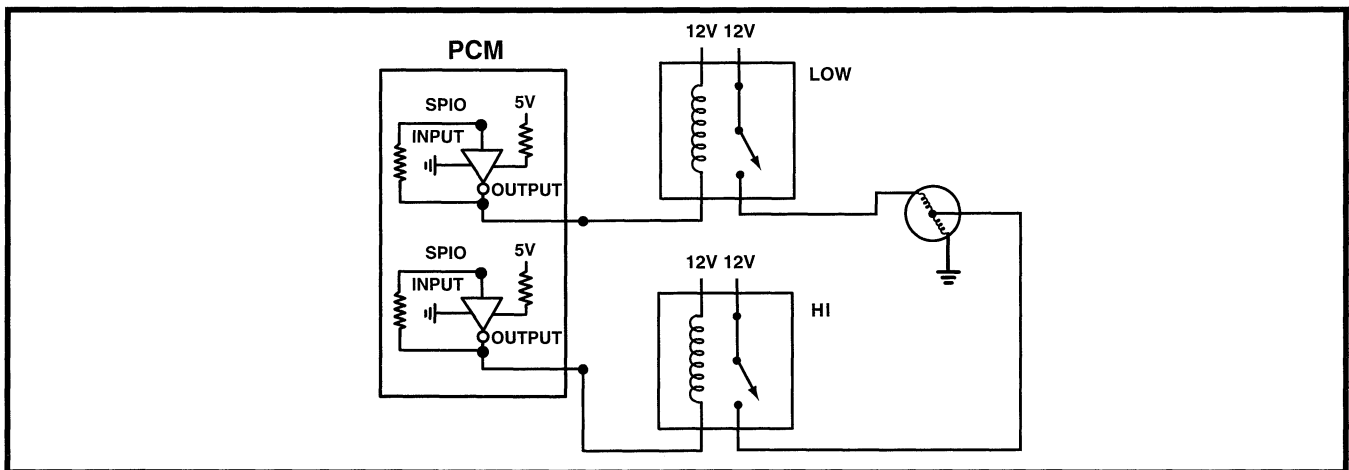 PCM
SPIO
5V
INPUT
OUTPUT
SPIO
5V
INPUT
OUTPUT
12V 12V
LOW
12V 12V
HI